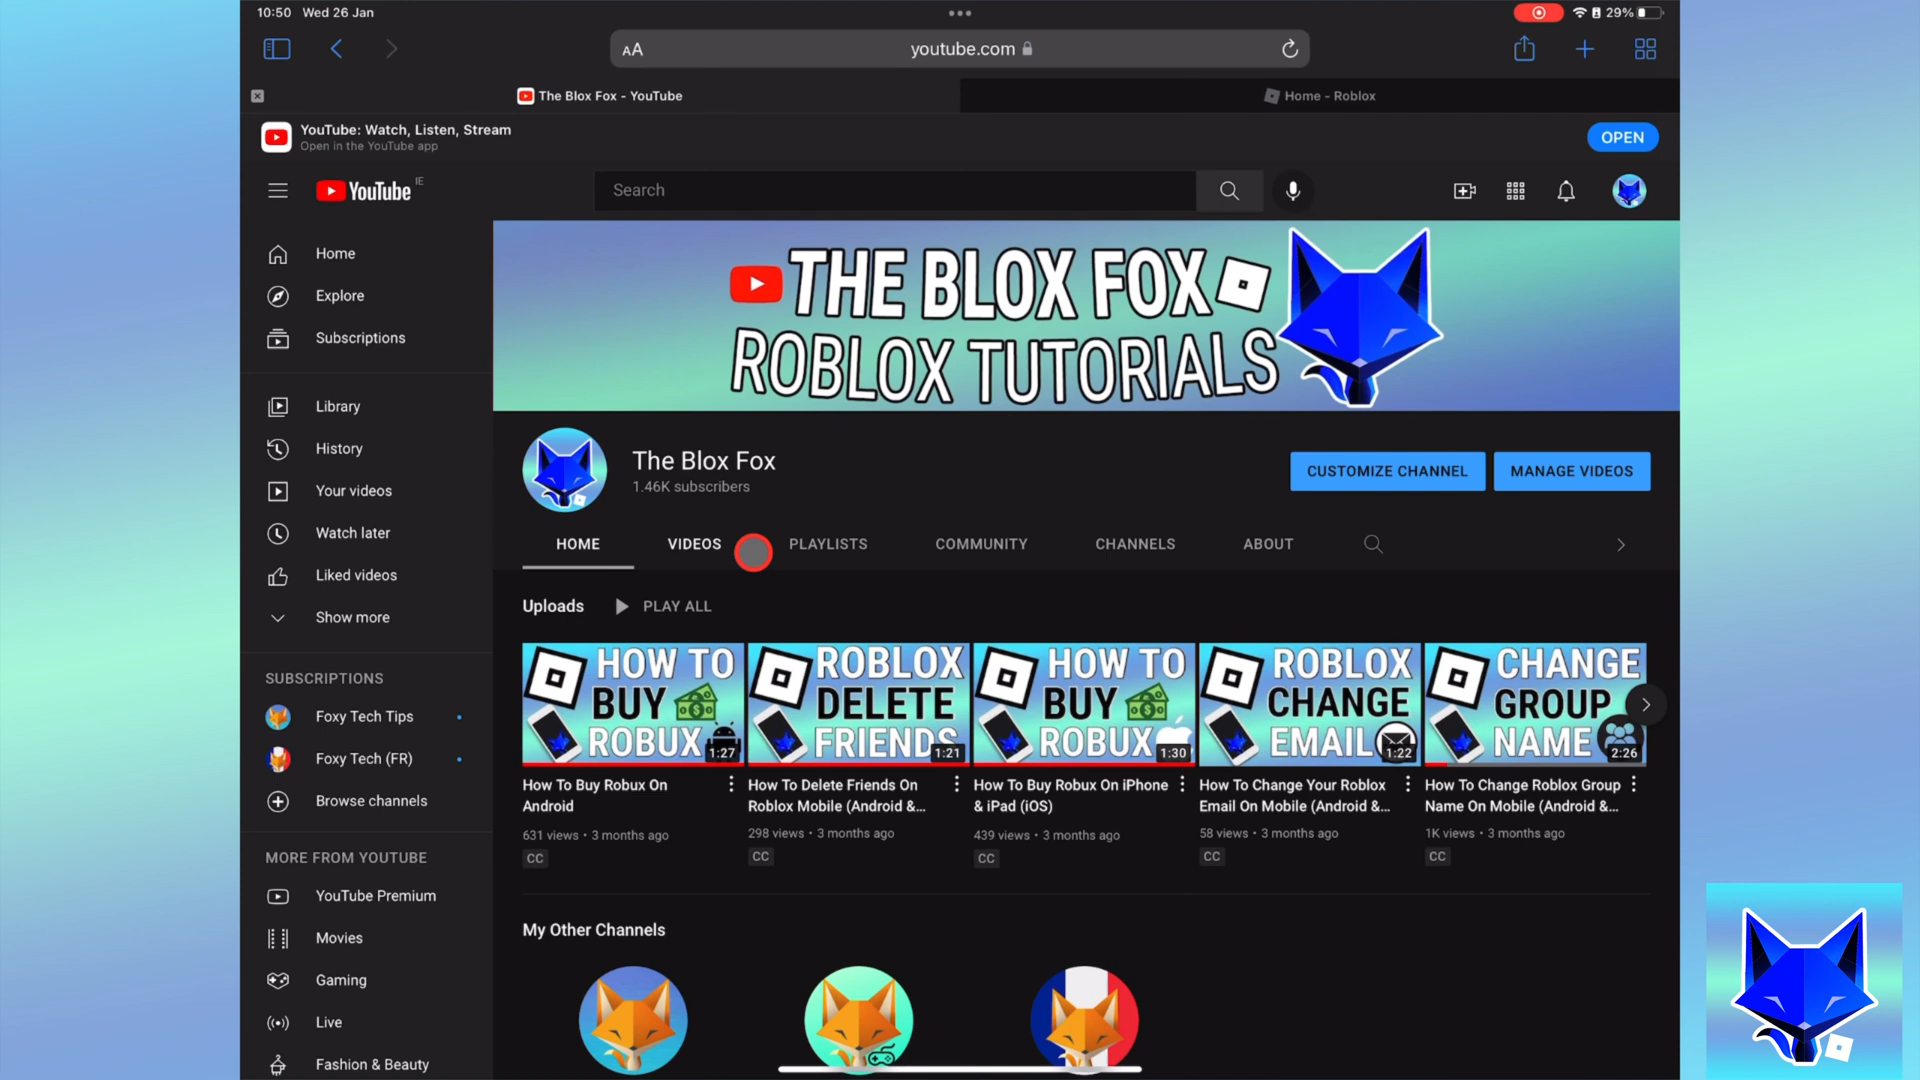 10:50 Wed 26 Jan
29%
AA
youtube.com
The Blox Fox - YouTube
Home - Roblox
YouTube: Watch, Listen, Stream
Open in the YouTube app
OPEN
YouTube IE
Search
Home
Explore
Subscriptions
Library
History
Your videos
Watch later
Liked videos
Show more
SUBSCRIPTIONS
Foxy Tech Tips
Foxy Tech (FR)
Browse channels
MORE FROM YOUTUBE
YouTube Premium
Movies
Gaming
Live
Fashion & Beauty
THE BLOX FOX
ROBLOX TUTORIALS
The Blox Fox
1.46K subscribers
CUSTOMIZE CHANNEL
MANAGE VIDEOS
HOME VIDEOS PLAYLISTS COMMUNITY CHANNELS ABOUT
Uploads PLAY ALL
HOW TO
BUY
ROBUX
1:27
How To Buy Robux On
Android
631 views • 3 months ago
CC
ROBLOX
DELETE
FRIENDS
1:21
How To Delete Friends On
Roblox Mobile (Android &...
298 views • 3 months ago
CC
HOW TO
BUY
ROBUX
1:30
How To Buy Robux On iPhone
& iPad (iOS)
439 views • 3 months ago
CC
ROBLOX
CHANGE
EMAIL
1:22
How To Change Your Roblox
Email On Mobile (Android &...
58 views • 3 months ago
CC
CHANGE
GROUP
NAME
2:26
How To Change Roblox Group
Name On Mobile (Android &...
1K views • 3 months ago
CC
My Other Channels